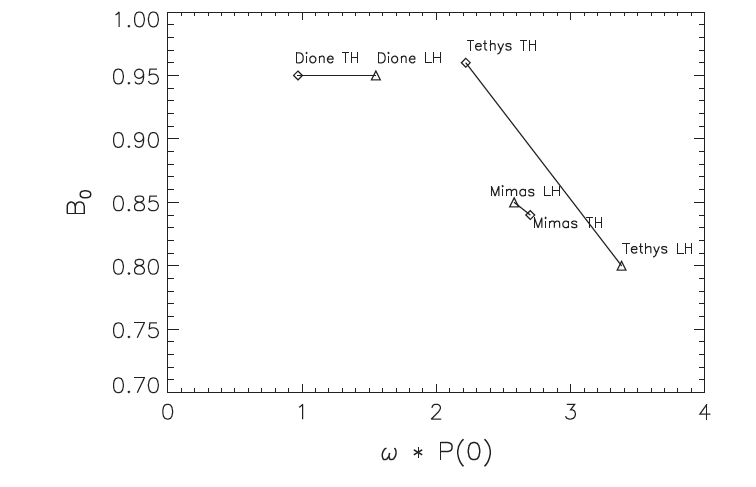 1.00
Tethys TH
Dione TH Dione LH
0.95
0.90
Mimas LH
0.85
B0
Mimas TH
Tethys LH
0.80
0.75
0.70
0 1 2 3 4
ω * P(0)